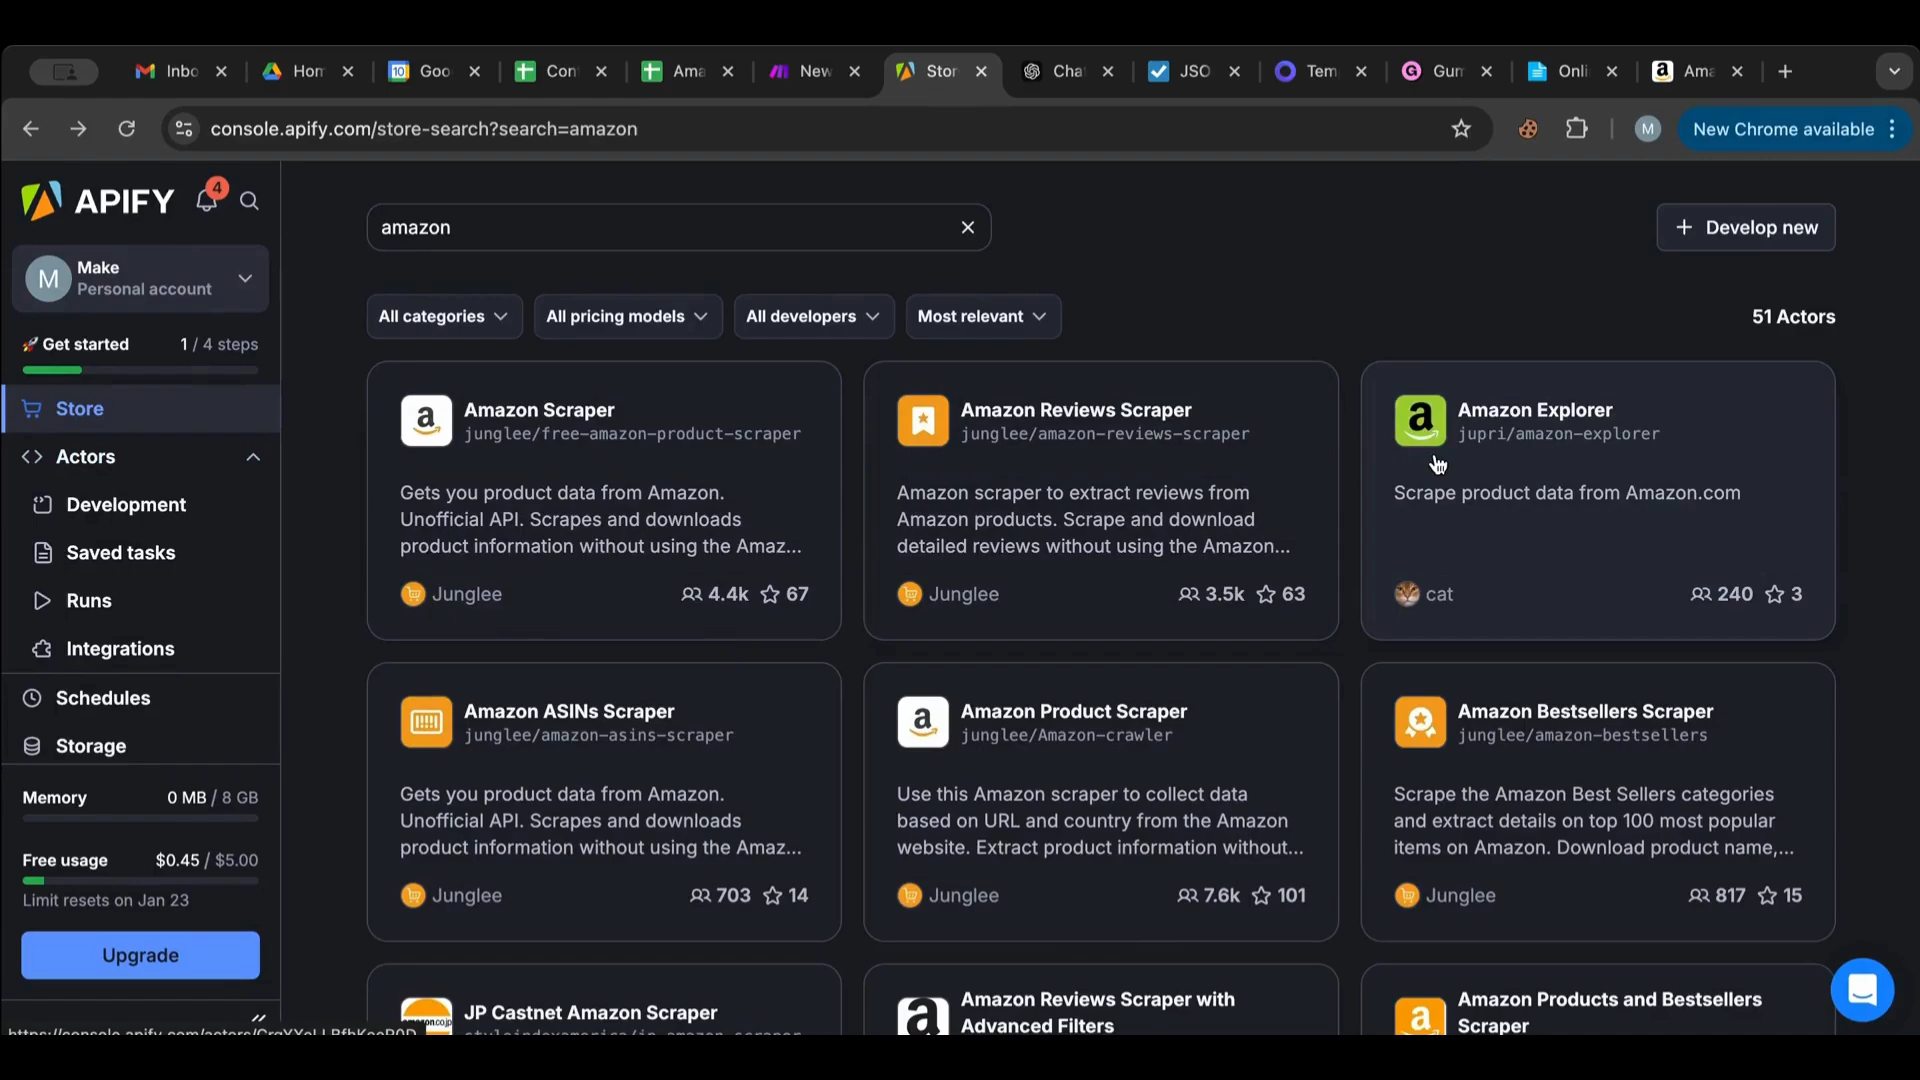 Inbo
Hom
10
Goo
Con
Ama
New
Stor
Cha
JSO
Tem
G
Gum
Onli
Ama
console.apify.com/store-search?search=amazon
M
New Chrome available
APIFY
4
amazon
Develop new
M
Make
Personal account
All categories
All pricing models
All developers
Most relevant
51 Actors
Get started
1 / 4 steps
Store
Actors
Development
Saved tasks
Runs
Integrations
Schedules
Storage
Memory
0 MB / 8 GB
Free usage
$0.45 / $5.00
Limit resets on Jan 23
Upgrade
Amazon Scraper
junglee/free-amazon-product-scraper
Gets you product data from Amazon.
Unofficial API. Scrapes and downloads
product information without using the Amaz...
Junglee
4.4k
67
Amazon Reviews Scraper
junglee/amazon-reviews-scraper
Amazon scraper to extract reviews from
Amazon products. Scrape and download
detailed reviews without using the Amazon...
Junglee
3.5k
63
Amazon Explorer
jupri/amazon-explorer
Scrape product data from Amazon.com
cat
240
3
Amazon ASINs Scraper
junglee/amazon-asins-scraper
Gets you product data from Amazon.
Unofficial API. Scrapes and downloads
product information without using the Amaz...
Junglee
703
14
Amazon Product Scraper
junglee/Amazon-crawler
Use this Amazon scraper to collect data
based on URL and country from the Amazon
website. Extract product information without...
Junglee
7.6k
101
Amazon Bestsellers Scraper
junglee/amazon-bestsellers
Scrape the Amazon Best Sellers categories
and extract details on top 100 most popular
items on Amazon. Download product name,...
Junglee
817
15
JP Castnet Amazon Scraper
Amazon Reviews Scraper with
Advanced Filters
Amazon Products and Bestsellers
Scraper